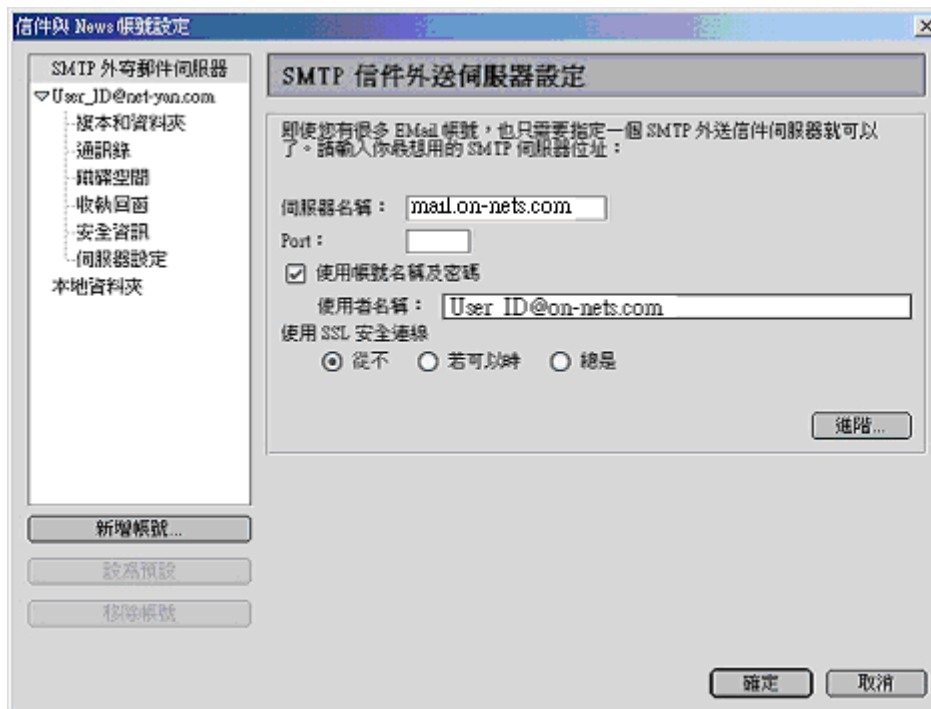 信件與 News 帳號設定
SMTP 外寄郵件伺服器
User_ID@net-yan.com
複本和資料夾
通訊錄
磁碟空間
收執回函
安全資訊
伺服器設定
本地資料夾
新增帳號...
設為預設
移除帳號
SMTP 信件外送伺服器設定
即使您有很多 EMail 帳號，也只需要指定一個 SMTP 外送信件伺服器就可以
了。請輸入你最想用的 SMTP 伺服器位址：
伺服器名稱： mail.on-nets.com
Port：
使用帳號名稱及密碼
使用者名稱： User_ID@on-nets.com
使用 SSL 安全連線
從不 若可以時 總是
進階...
確定 取消